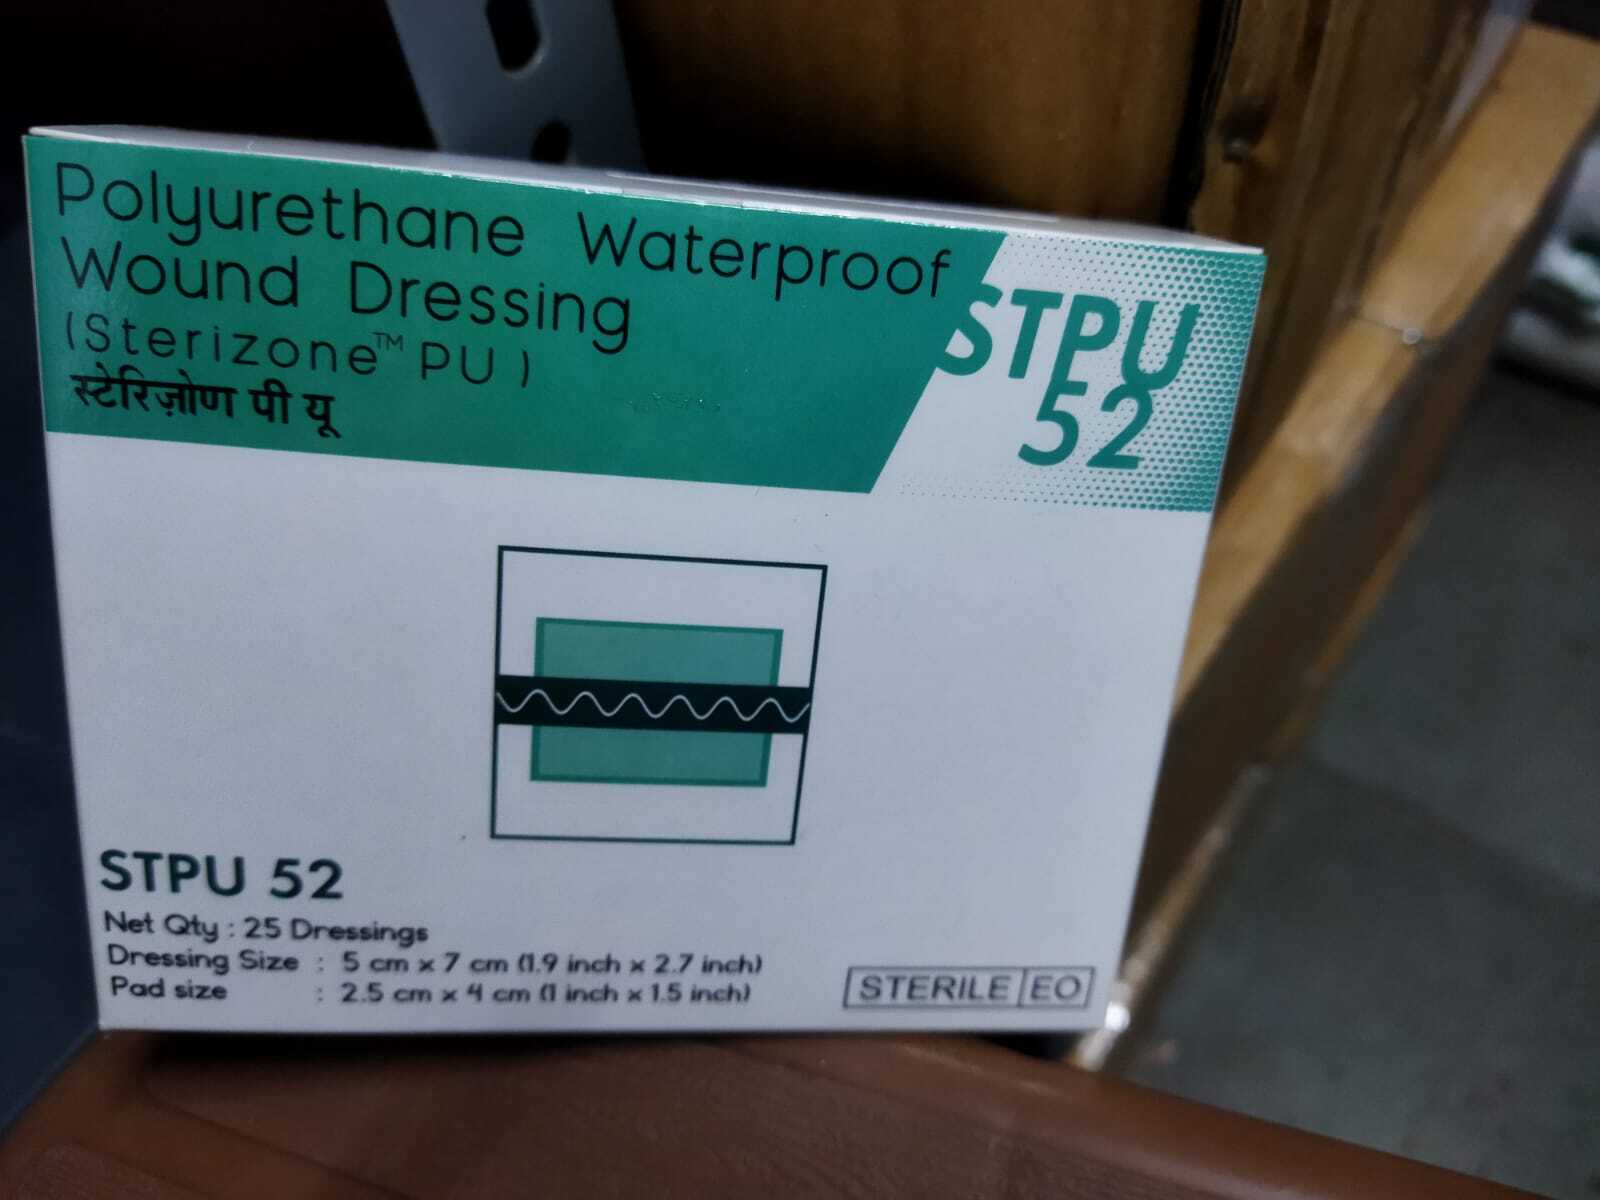 Polyurethane Waterproof
Wound Dressing
(Sterizone™ PU)
स्टेरिज़ोण पी यू
STPU
52
STPU 52
Net Qty : 25 Dressings
Dressing Size : 5 cm x 7 cm (1.9 inch x 2.7 inch)
Pad size : 2.5 cm x 4 cm (1 inch x 1.5 inch)
STERILE EO